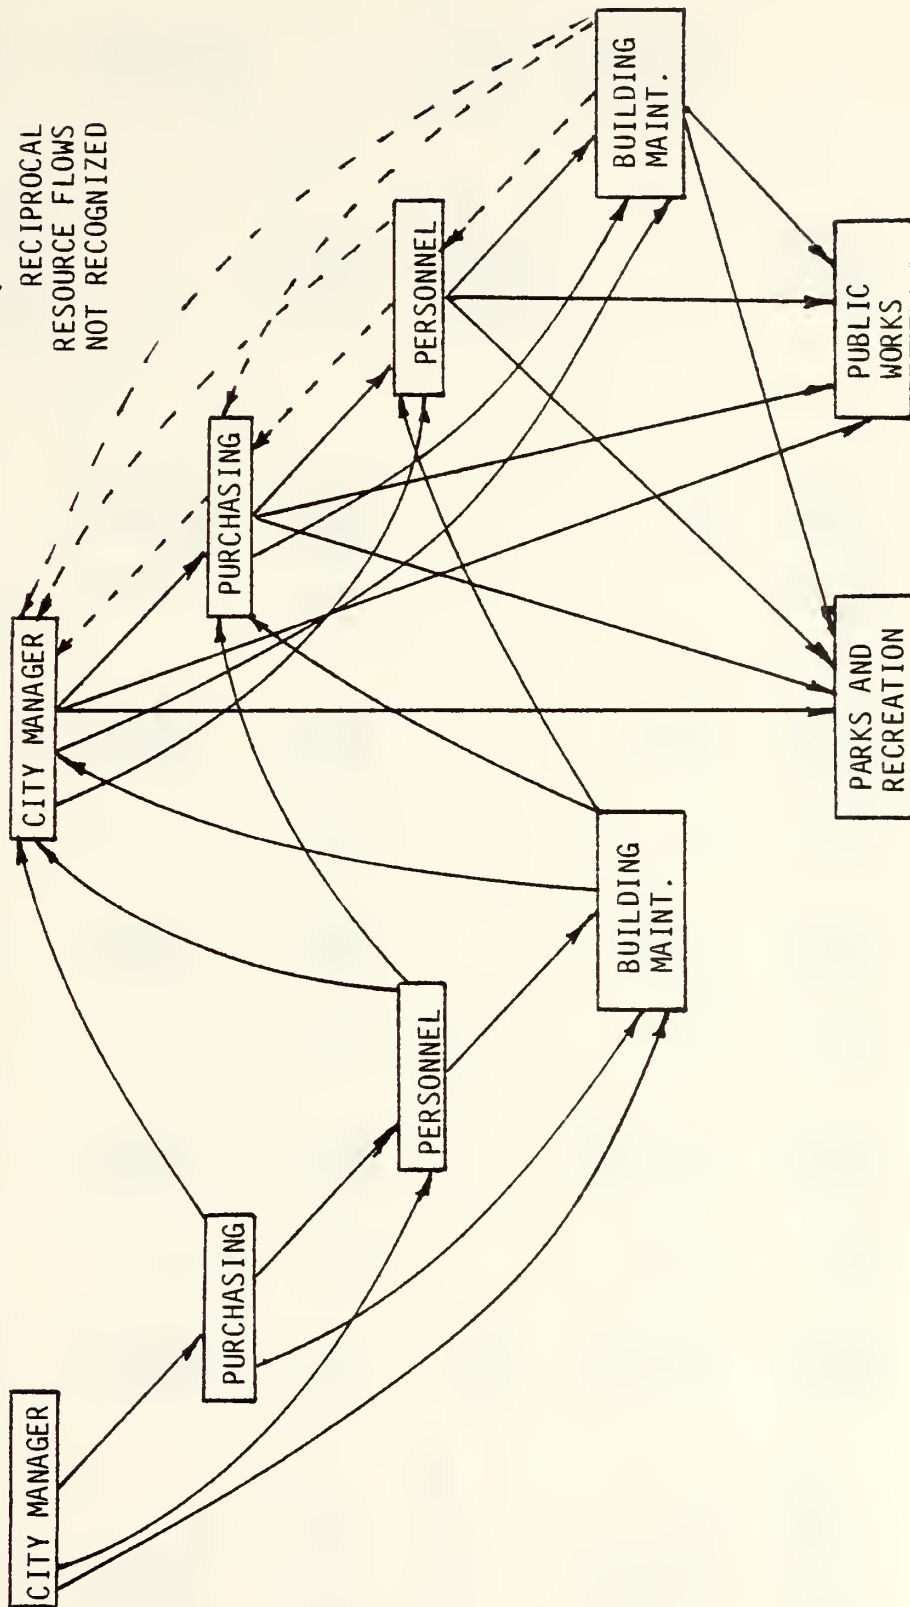 CITY MANAGER
CITY MANAGER
RECIPROCAL
RESOURCE FLOWS
NOT RECOGNIZED
PURCHASING
PURCHASING
PERSONNEL
PERSONNEL
BUILDING
MAINT.
BUILDING
MAINT.
PARKS AND
RECREATION
PUBLIC
WORKS